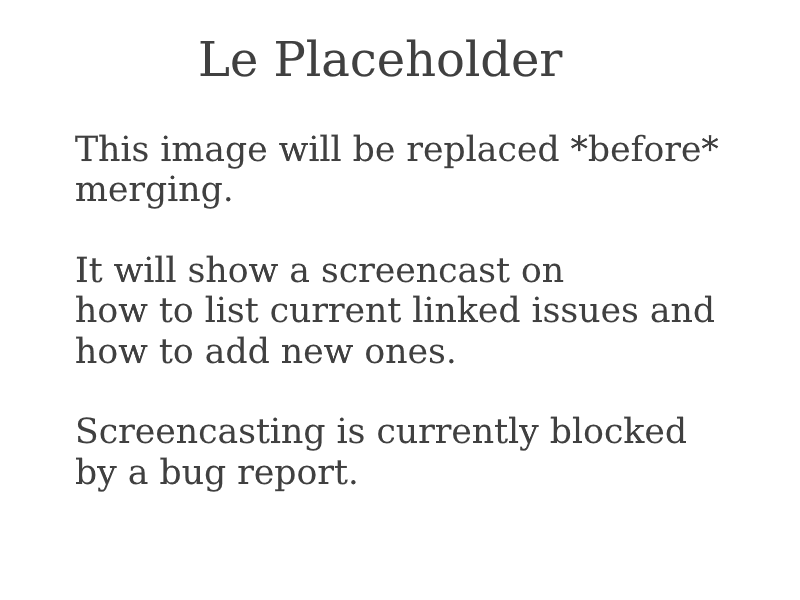 Le Placeholder
This image will be replaced *before*
merging.
It will show a screencast on
how to list current linked issues and
how to add new ones.
Screencasting is currently blocked
by a bug report.